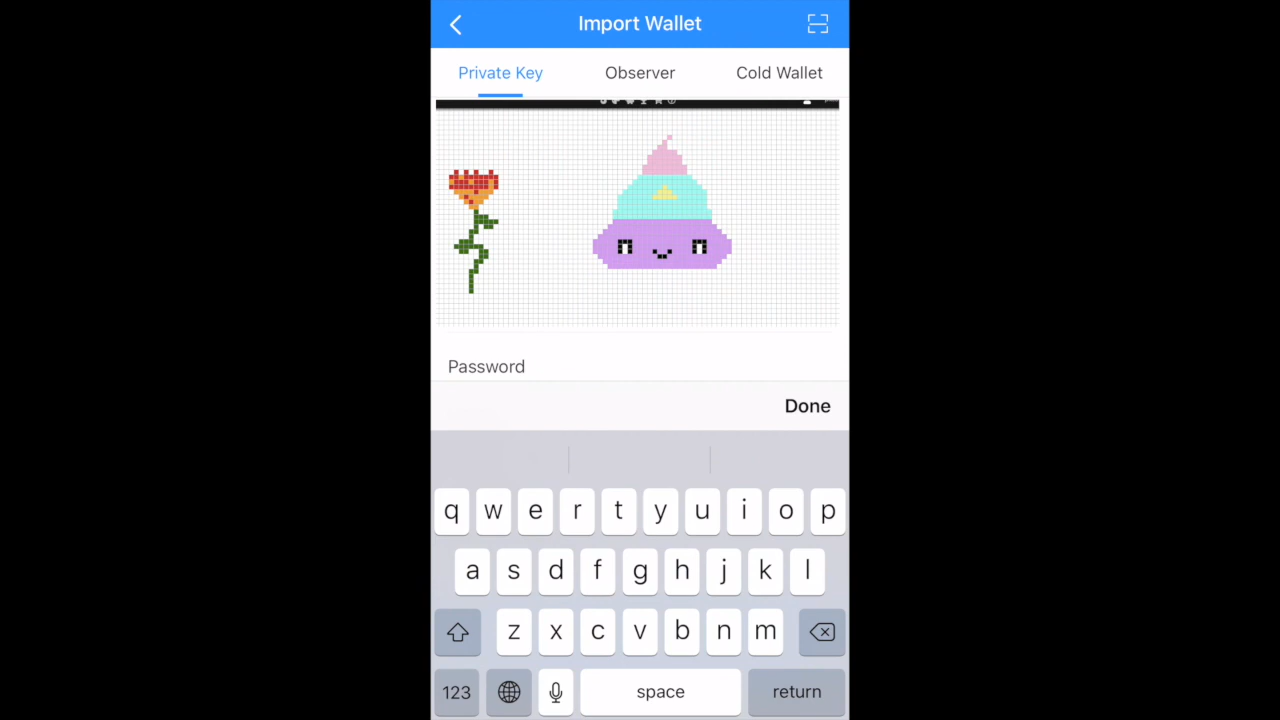 Import Wallet
Private Key Observer Cold Wallet
Password
Done
q w e r t y u i o p
a s d f g h j k l
z x c v b n m
123 space return